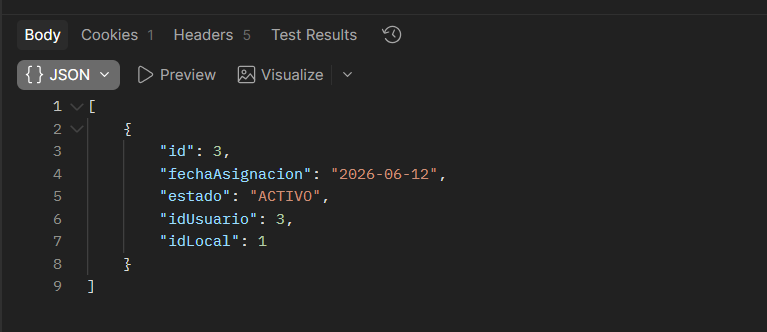 Body Cookies 1 Headers 5 Test Results
{} JSON Preview Visualize
1 [
2 {
3 "id": 3,
4 "fechaAsignacion": "2026-06-12",
5 "estado": "ACTIVO",
6 "idUsuario": 3,
7 "idLocal": 1
8 }
9 ]